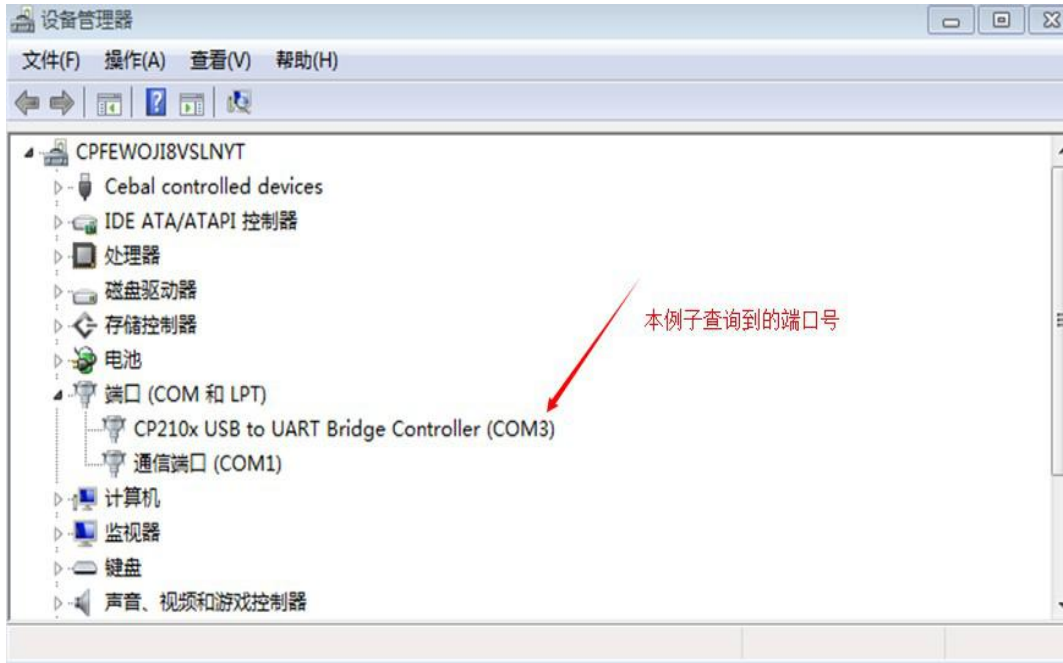 设备管理器
文件(F) 操作(A) 查看(V) 帮助(H)
CPFEWOJI8VSLNYT
Cebal controlled devices
IDE ATA/ATAPI 控制器
处理器
磁盘驱动器
存储控制器
本例子查询到的端口号
电池
端口 (COM 和 LPT)
CP210x USB to UART Bridge Controller (COM3)
通信端口 (COM1)
计算机
监视器
键盘
声音、视频和游戏控制器